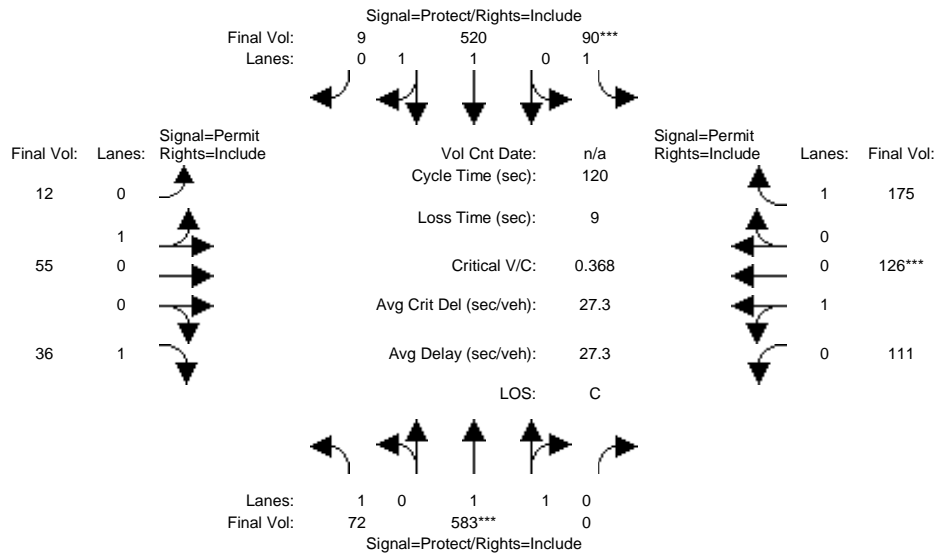 Signal=Protect/Rights=Include
Final Vol: 9 520 90***
Lanes: 0 1 1 0 1
Signal=Permit
Final Vol: Lanes: Rights=Include
Vol Cnt Date: n/a
Signal=Permit
Rights=Include Lanes: Final Vol:
Cycle Time (sec): 120
12 0
1 175
Loss Time (sec): 9
1
0
55 0
Critical V/C: 0.368
0 126***
0
Avg Crit Del (sec/veh): 27.3
1
36 1
Avg Delay (sec/veh): 27.3
0 111
LOS: C
Lanes: 1 0 1 1 0
Final Vol: 72 583*** 0
Signal=Protect/Rights=Include